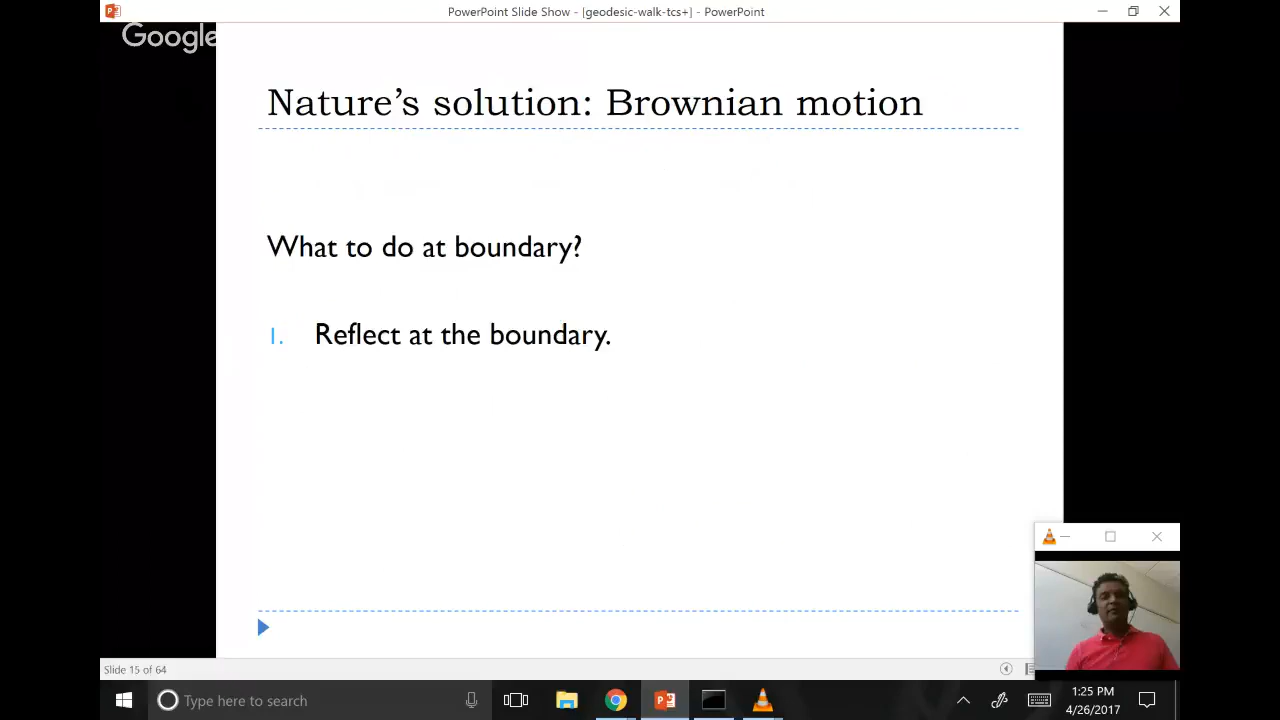 PowerPoint Slide Show - [geodesic-walk-tcs+] - PowerPoint
Google
Nature's solution: Brownian motion
What to do at boundary?
1. Reflect at the boundary.
Slide 15 of 64
Type here to search
1:25 PM
4/26/2017